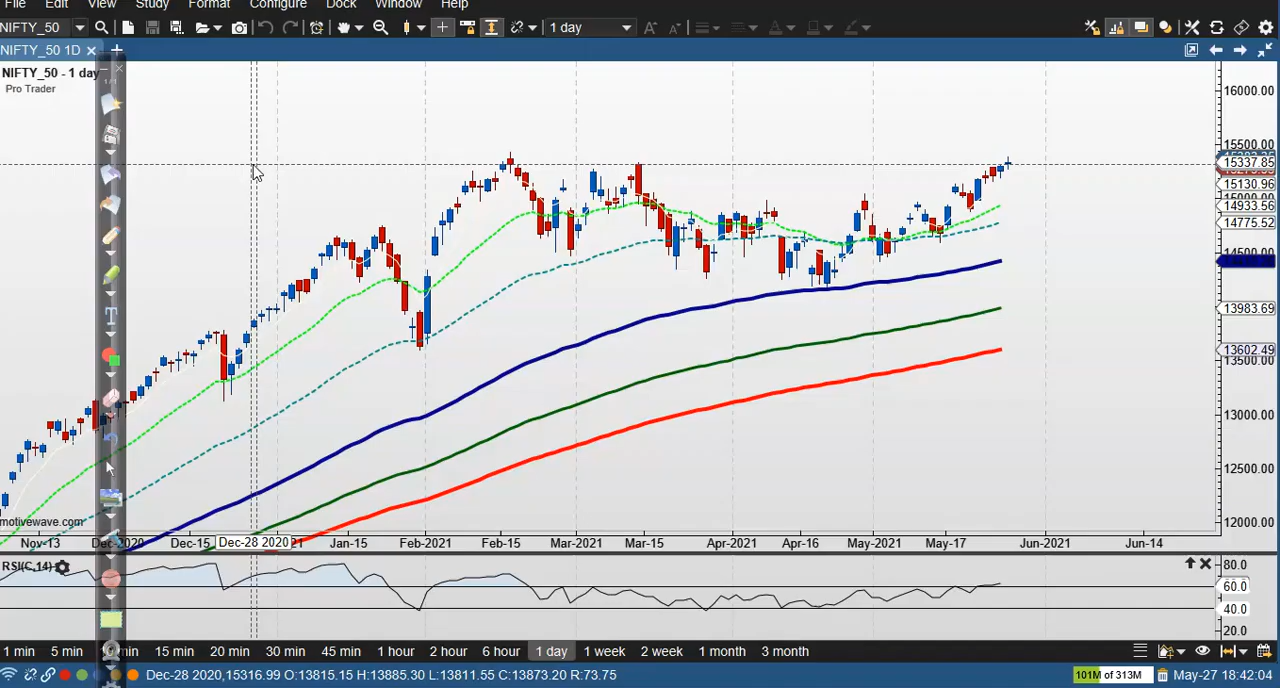 File Edit View Study Format Configure Dock Window Help
NIFTY_50 1 day
NIFTY_50 1D
NIFTY_50 - 1 day
Pro Trader
1/1
16000.00
15500.00
15337.85
15130.96
14933.56
14775.52
13983.69
13602.49
13500.00
13000.00
12500.00
12000.00
motivewave.com
Nov-13 Dec-2020 Dec-15 Dec-28 2020 Jan-15 Feb-2021 Feb-15 Mar-2021 Mar-15 Apr-2021 Apr-16 May-2021 May-17 Jun-2021 Jun-14
RSI(C,14)
80.0
60.0
40.0
20.0
1 min 5 min 15 min 20 min 30 min 45 min 1 hour 2 hour 6 hour 1 day 1 week 2 week 1 month 3 month
Dec-28 2020,15316.99 O:13815.15 H:13885.30 L:13811.55 C:13873.20 R:73.75 101M of 313M May-27 18:42:04